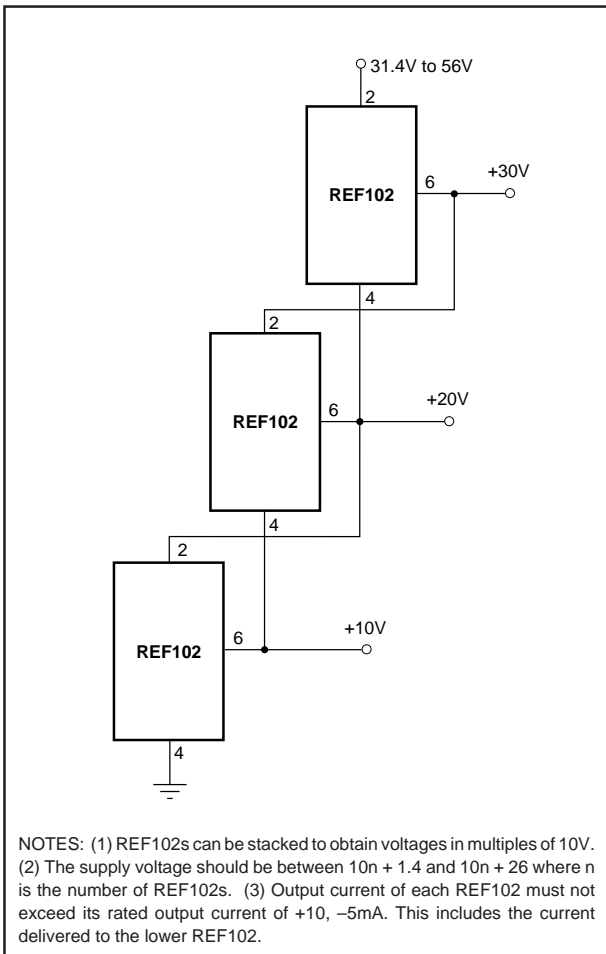 31.4V to 56V
2
REF102
6
+30V
4
2
REF102
6
+20V
4
2
REF102
6
+10V
4
NOTES: (1) REF102s can be stacked to obtain voltages in multiples of 10V.
(2) The supply voltage should be between 10n + 1.4 and 10n + 26 where n
is the number of REF102s. (3) Output current of each REF102 must not
exceed its rated output current of +10, –5mA. This includes the current
delivered to the lower REF102.